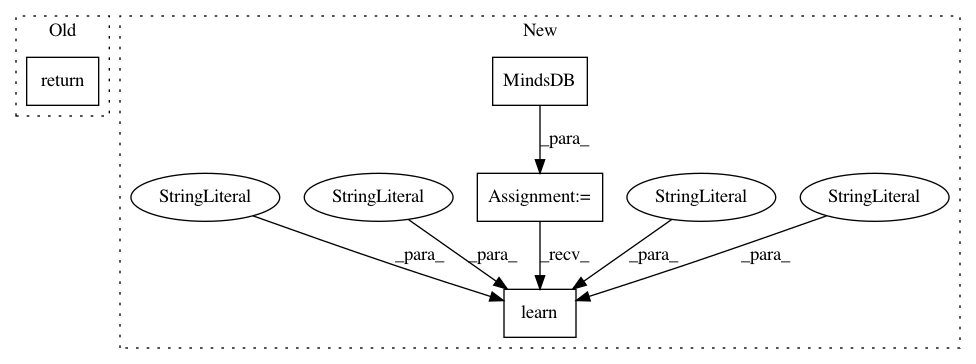 Old
New
return
MindsDB
_para_
StringLiteral
StringLiteral
Assignment:=
StringLiteral
StringLiteral
_para_
_para_
_recv_
_para_
_para_
learn